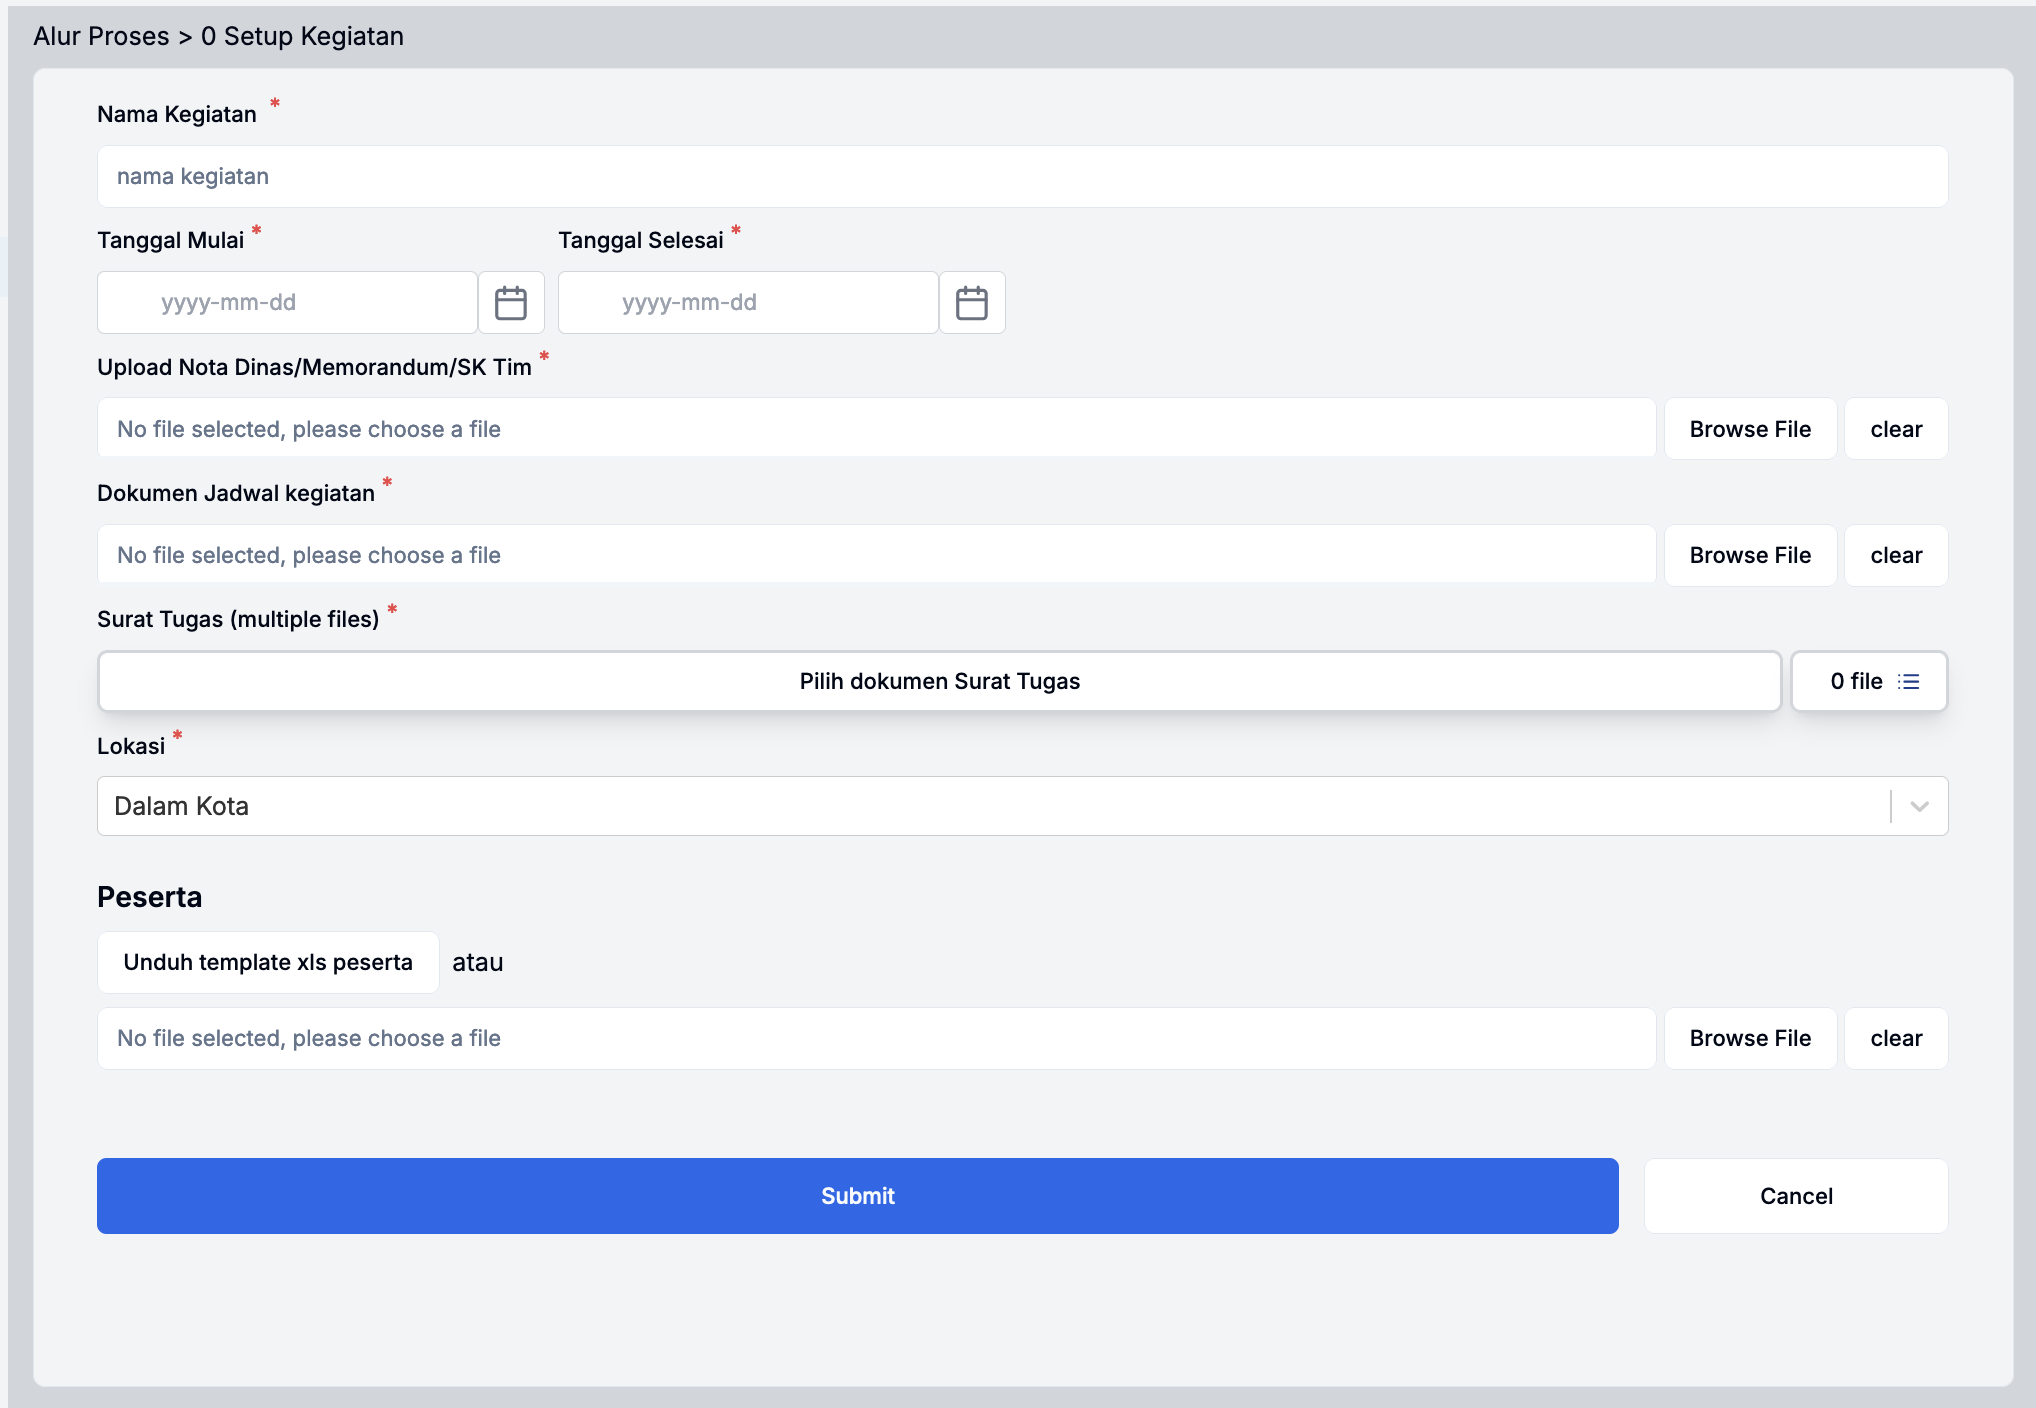 Alur Proses > 0 Setup Kegiatan
Nama Kegiatan *
nama kegiatan
Tanggal Mulai * Tanggal Selesai *
yyyy-mm-dd yyyy-mm-dd
Upload Nota Dinas/Memorandum/SK Tim *
No file selected, please choose a file Browse File clear
Dokumen Jadwal kegiatan *
No file selected, please choose a file Browse File clear
Surat Tugas (multiple files) *
Pilih dokumen Surat Tugas 0 file
Lokasi *
Dalam Kota
Peserta
Unduh template xls peserta atau
No file selected, please choose a file Browse File clear
Submit Cancel